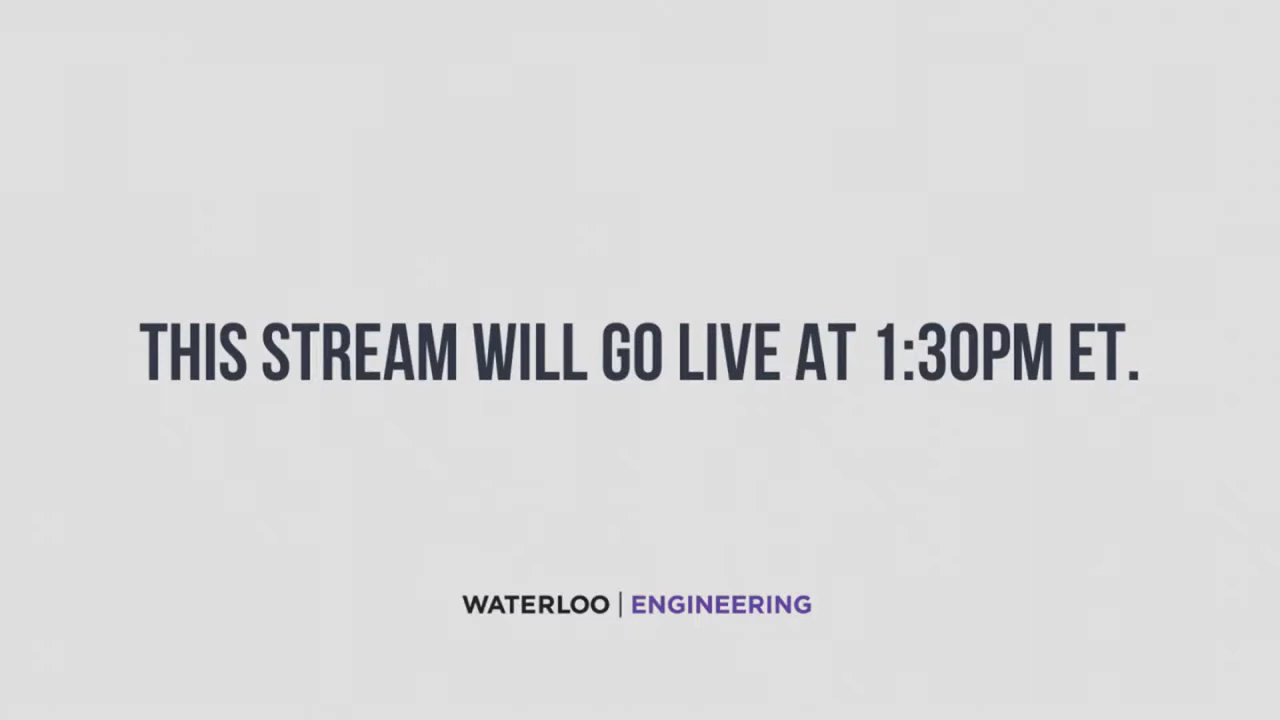 THIS STREAM WILL GO LIVE AT 1:30PM ET.
WATERLOO | ENGINEERING